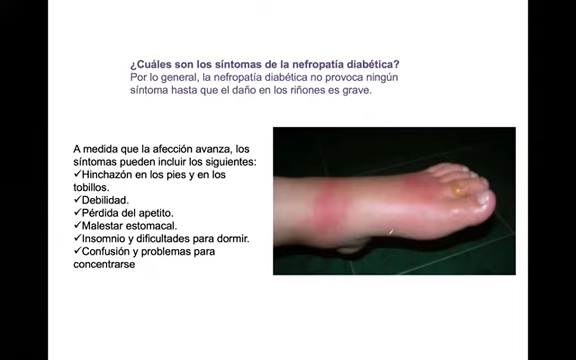 ¿Cuáles son los síntomas de la nefropatía diabética?
Por lo general, la nefropatía diabética no provoca ningún
síntoma hasta que el daño en los riñones es grave.
A medida que la afección avanza, los
síntomas pueden incluir los siguientes:
✓Hinchazón en los pies y en los
tobillos.
✓Debilidad.
✓Pérdida del apetito.
✓Malestar estomacal.
✓Insomnio y dificultades para dormir.
✓Confusión y problemas para
concentrarse